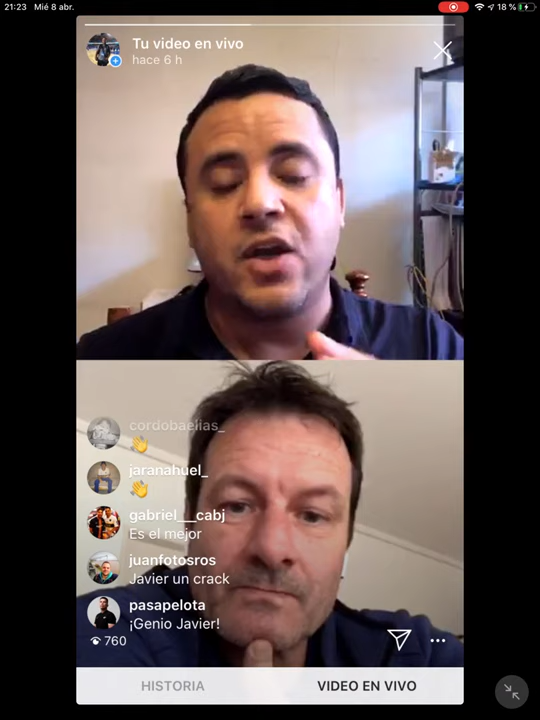 21:23 Mié 8 abr.
18 %
Tu video en vivo
hace 6 h
cordobaelias_
👏
jaranahuel_
👏
gabriel___cabj
Es el mejor
juanfotosros
Javier un crack
pasapelota
¡Genio Javier!
760
HISTORIA
VIDEO EN VIVO